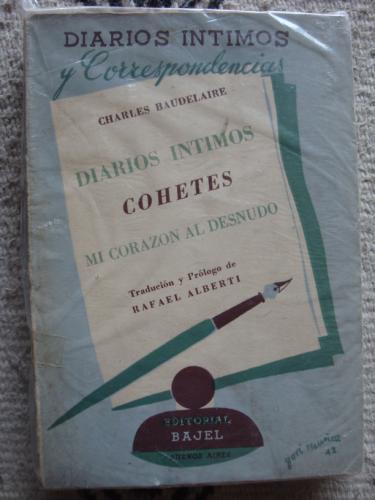 DIARIOS INTIMOS
y Correspondencias
CHARLES BAUDELAIRE
DIARIOS INTIMOS
COHETES
MI CORAZON AL DESNUDO
Tradución y Prólogo de
RAFAEL ALBERTI
EDITORIAL
BAJEL
BUENOS AIRES
42